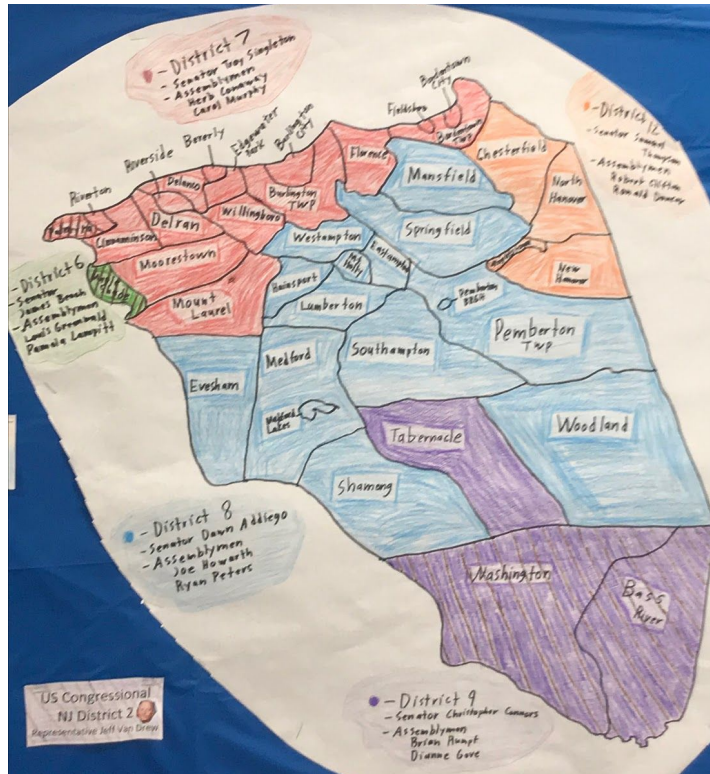 - District 7
- Senator Troy Singleton
- Assemblymen
Herb Conaway
Carol Murphy
- District 12
- Senator Samuel
Thompson
- Assemblymen
Robert Clifton
Ronald Dancer
Bordentown
City
Fieldsboro
Bordentown
TWP
Burlington
City
Edgewater
Park
Beverly
Riverside
Riverton
Florence
Chesterfield
Mansfield
North
Hanover
Delanco
Burlington
TWP
Palmyra
Delran
Willingboro
Springfield
Cinnaminson
Westampton
Eastampton
Moorestown
Mt
Holly
New
Hanover
- District 6
- Senator
James Beach
- Assemblymen
Louis Greenwald
Pamela Lampitt
Mount
Laurel
Hainsport
Lumberton
Pemberton
BRGH
Pemberton
TWP
Southampton
Medford
Evesham
Medford
Lakes
Tabernacle
Woodland
Shamong
- District 8
- Senator Dawn Addiego
- Assemblymen
Joe Howarth
Ryan Peters
Washington
Bass
River
US Congressional
NJ District 2
Representative Jeff Van Drew
- District 9
- Senator Christopher Connors
- Assemblymen
Brian Rumpf
Dianne Gove